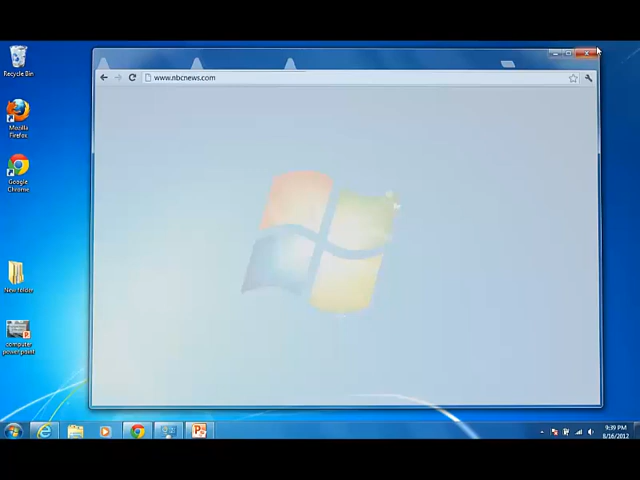 www.nbcnews.com
Recycle Bin
Mozilla
Firefox
Google
Chrome
New folder
computer
powerpoint
9:39 PM
8/16/2012